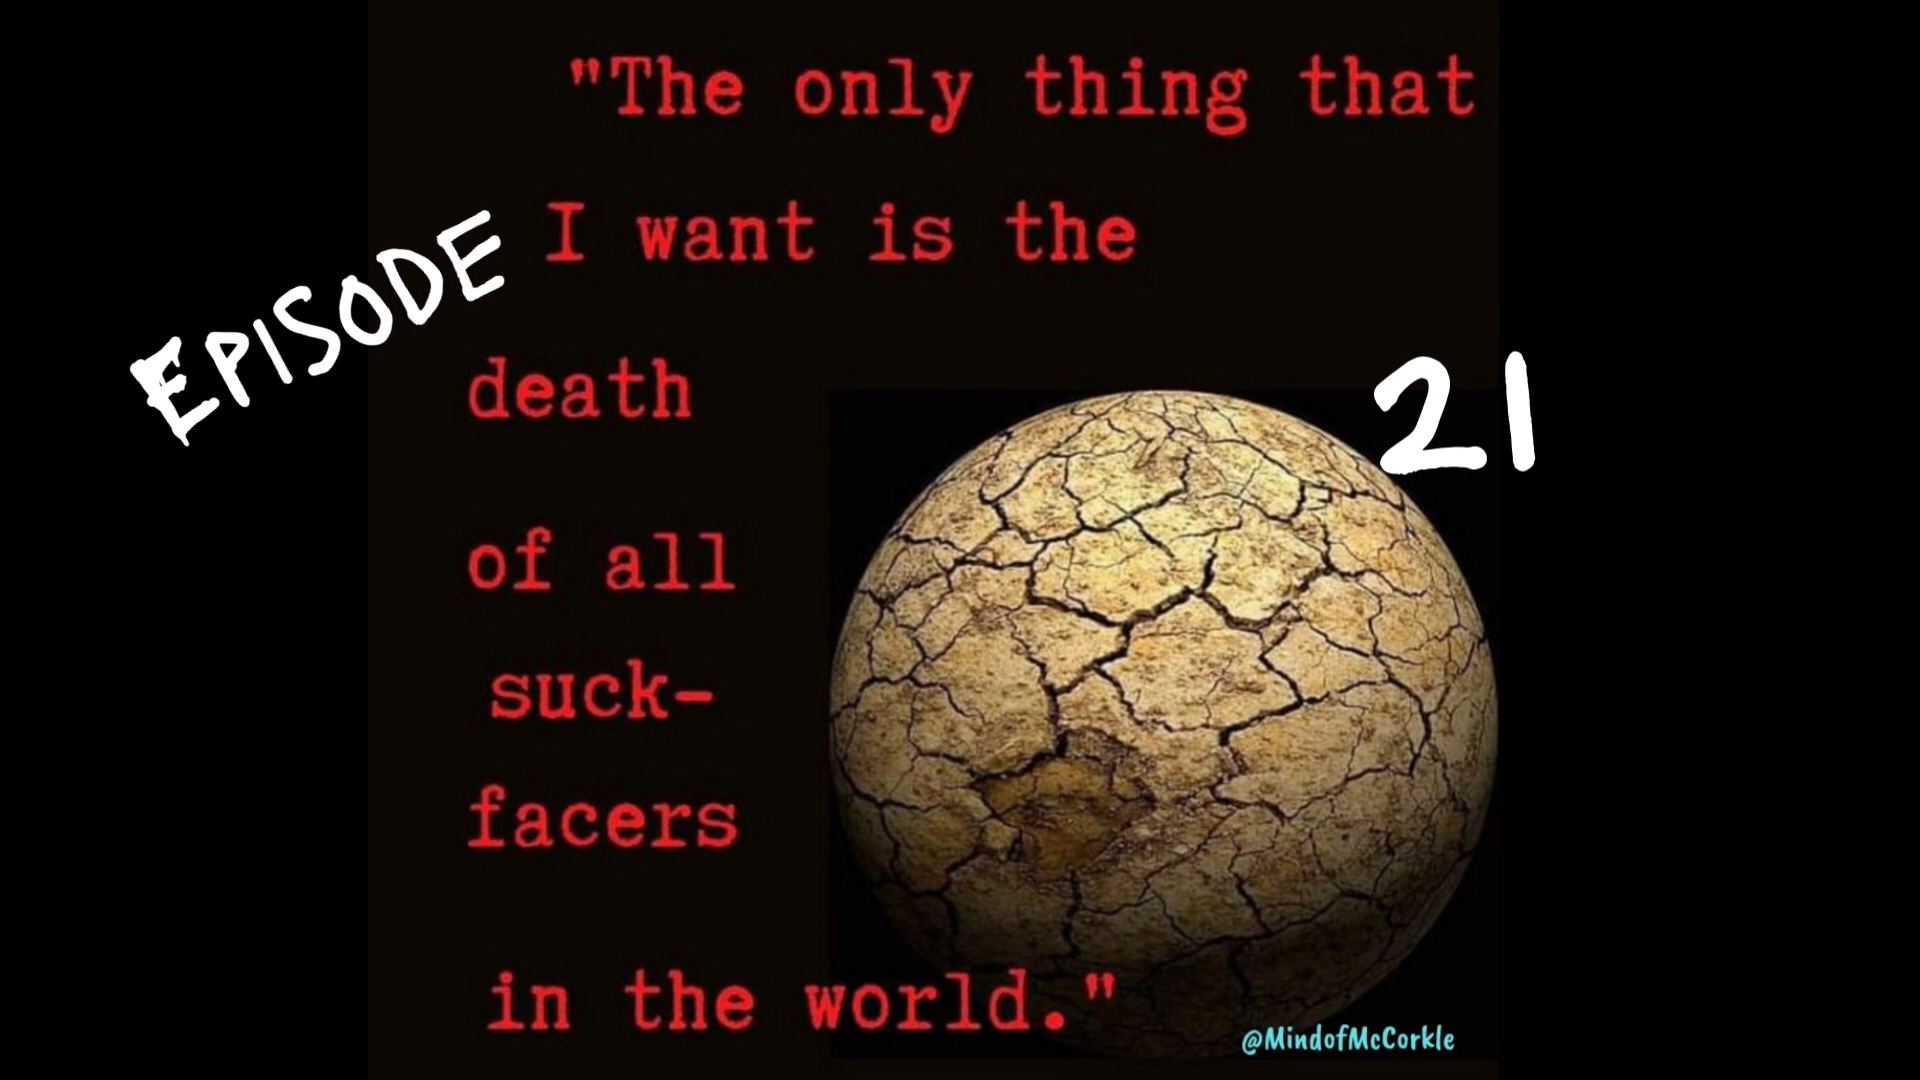 "The only thing that
I want is the
EPISODE
death
21
of all
suck-
facers
in the world."
@MindofMcCorkle